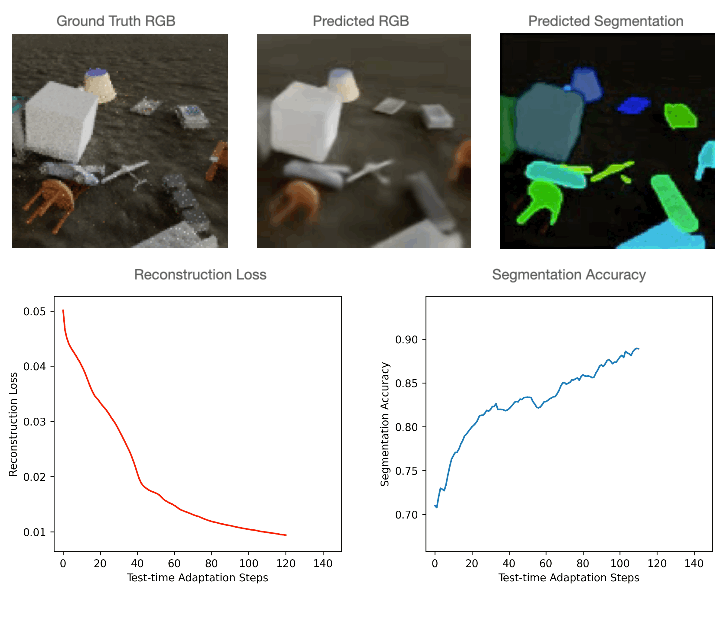 Ground Truth RGB
Predicted RGB
Predicted Segmentation
Reconstruction Loss
0.05
0.04
0.03
0.02
0.01
Reconstruction Loss
0 20 40 60 80 100 120 140
Test-time Adaptation Steps
Segmentation Accuracy
0.90
0.85
0.80
0.75
0.70
Segmentation Accuracy
0 20 40 60 80 100 120 140
Test-time Adaptation Steps